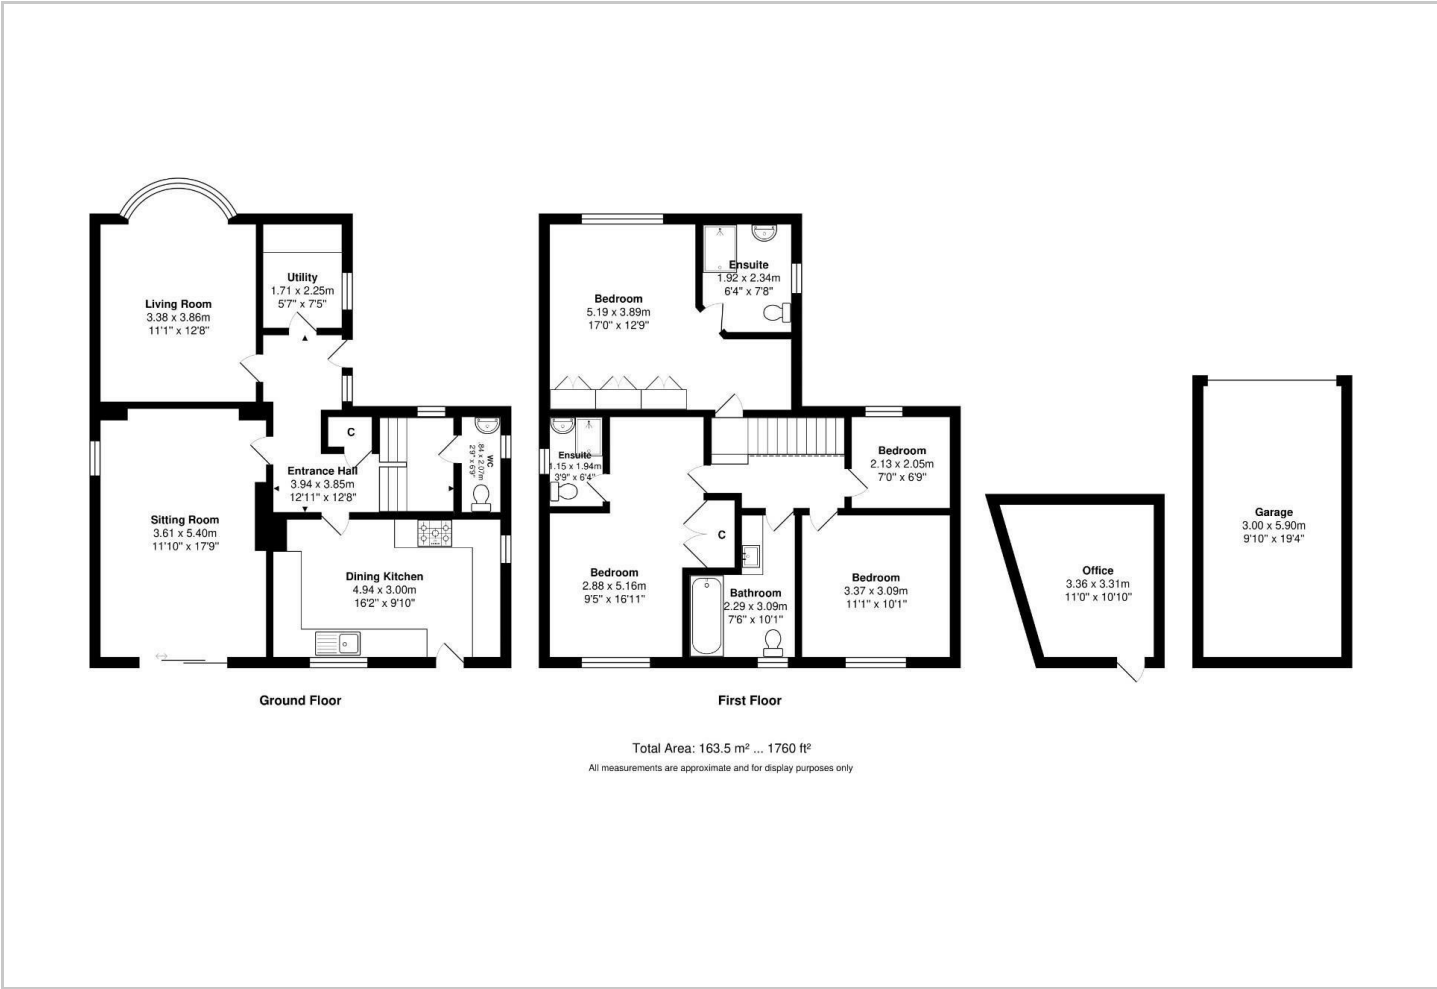 Living Room
3.38 x 3.86m
11'1" x 12'8"
Utility
1.71 x 2.25m
5'7" x 7'5"
C
Entrance Hall
3.94 x 3.85m
12'11" x 12'8"
WC
.84 x 2.07m
2'9" x 6'9"
Sitting Room
3.61 x 5.40m
11'10" x 17'9"
Dining Kitchen
4.94 x 3.00m
16'2" x 9'10"
Ground Floor
Bedroom
5.19 x 3.89m
17'0" x 12'9"
Ensuite
1.92 x 2.34m
6'4" x 7'8"
Ensuite
1.15 x 1.94m
3'9" x 6'4"
Bedroom
2.13 x 2.05m
7'0" x 6'9"
C
Bedroom
2.88 x 5.16m
9'5" x 16'11"
Bathroom
2.29 x 3.09m
7'6" x 10'1"
Bedroom
3.37 x 3.09m
11'1" x 10'1"
First Floor
Office
3.36 x 3.31m
11'0" x 10'10"
Garage
3.00 x 5.90m
9'10" x 19'4"
Total Area: 163.5 m² ... 1760 ft²
All measurements are approximate and for display purposes only